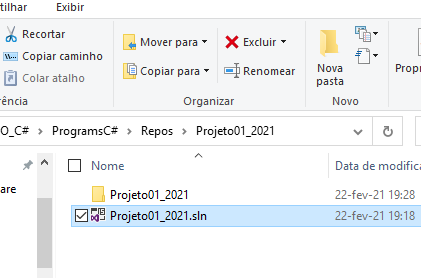 tilhar Exibir
Recortar
Copiar caminho
Colar atalho
Mover para
Copiar para
Excluir
Renomear
Nova
pasta
Propr
rência
Organizar
Novo
O_C# > ProgramsC# > Repos > Projeto01_2021
Nome
Data de modifica
are
Projeto01_2021 22-fev-21 19:28
Projeto01_2021.sln 22-fev-21 19:18